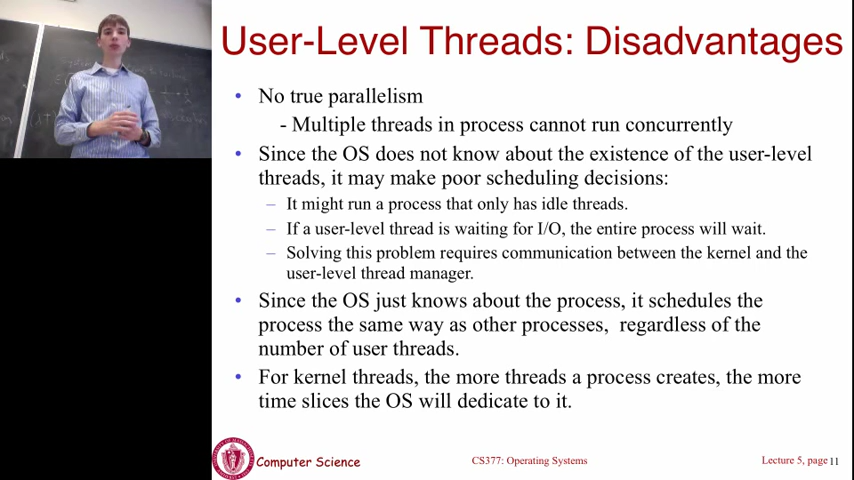 User-Level Threads: Disadvantages
• No true parallelism
- Multiple threads in process cannot run concurrently
• Since the OS does not know about the existence of the user-level
threads, it may make poor scheduling decisions:
– It might run a process that only has idle threads.
– If a user-level thread is waiting for I/O, the entire process will wait.
– Solving this problem requires communication between the kernel and the
user-level thread manager.
• Since the OS just knows about the process, it schedules the
process the same way as other processes, regardless of the
number of user threads.
• For kernel threads, the more threads a process creates, the more
time slices the OS will dedicate to it.
Computer Science
CS377: Operating Systems
Lecture 5, page 11